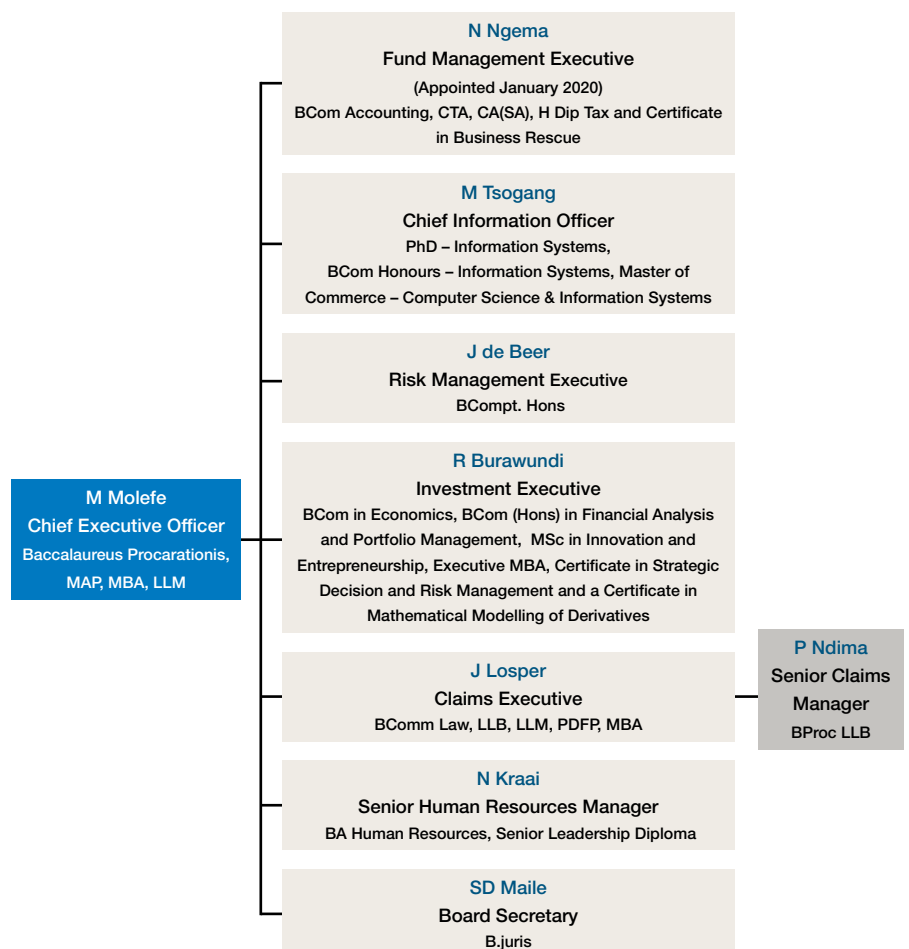 N Ngema
Fund Management Executive
(Appointed January 2020)
BCom Accounting, CTA, CA(SA), H Dip Tax and Certificate
in Business Rescue
M Tsogang
Chief Information Officer
PhD – Information Systems,
BCom Honours – Information Systems, Master of
Commerce – Computer Science & Information Systems
J de Beer
Risk Management Executive
BCompt. Hons
M Molefe
Chief Executive Officer
Baccalaureus Procarationis,
MAP, MBA, LLM
R Burawundi
Investment Executive
BCom in Economics, BCom (Hons) in Financial Analysis
and Portfolio Management, MSc in Innovation and
Entrepreneurship, Executive MBA, Certificate in Strategic
Decision and Risk Management and a Certificate in
Mathematical Modelling of Derivatives
J Losper
Claims Executive
BComm Law, LLB, LLM, PDFP, MBA
P Ndima
Senior Claims
Manager
BProc LLB
N Kraai
Senior Human Resources Manager
BA Human Resources, Senior Leadership Diploma
SD Maile
Board Secretary
B.juris